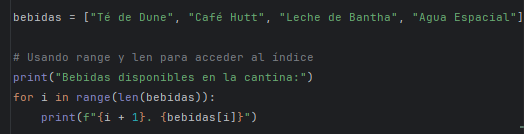 bebidas = ["Té de Dune", "Café Hutt", "Leche de Bantha", "Agua Espacial"]
# Usando range y len para acceder al índice
print("Bebidas disponibles en la cantina:")
for i in range(len(bebidas)):
    print(f"{i + 1}. {bebidas[i]}")